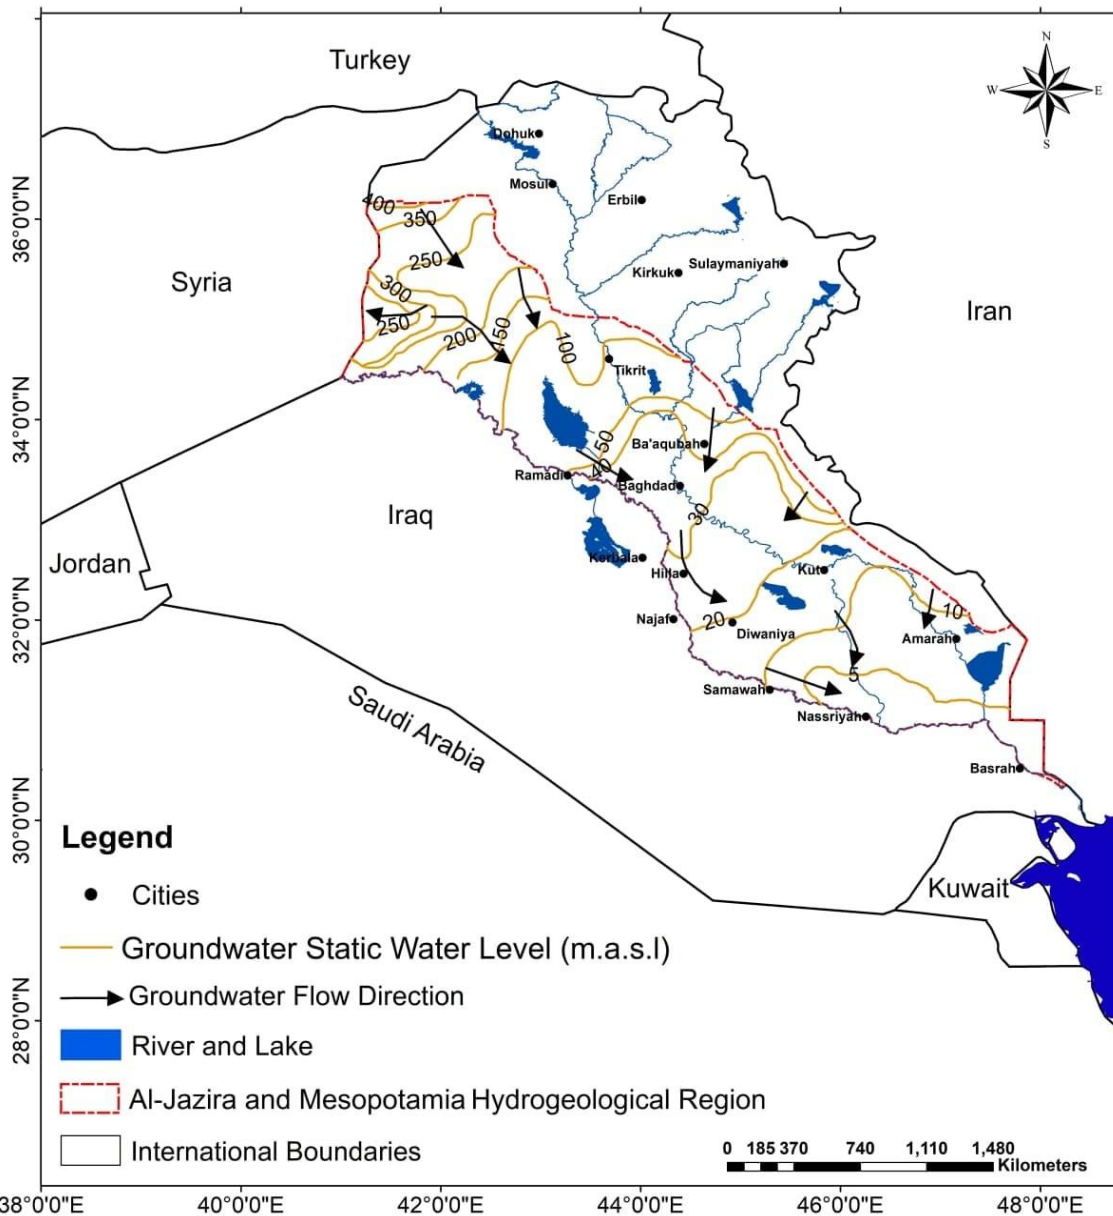 Turkey
N
W
E
S
Dohuk
Mosul
Erbil
36°0'0"N
400
350
Syria
250
Kirkuk
Sulaymaniyah
Iran
300
250
200
150
100
Tikrit
34°0'0"N
50
Ba'aqubah
40
Ramadi
Baghdad
Iraq
30
Jordan
Kerbala
Hilla
Kut
32°0'0"N
Najaf
20
Diwaniya
10
Amarah
5
Samawah
Nassriyah
Saudi Arabia
Basrah
30°0'0"N
Legend
Cities
Kuwait
Groundwater Static Water Level (m.a.s.l)
Groundwater Flow Direction
28°0'0"N
River and Lake
Al-Jazira and Mesopotamia Hydrogeological Region
International Boundaries
0 185 370 740 1,110 1,480
Kilometers
38°0'0"E 40°0'0"E 42°0'0"E 44°0'0"E 46°0'0"E 48°0'0"E